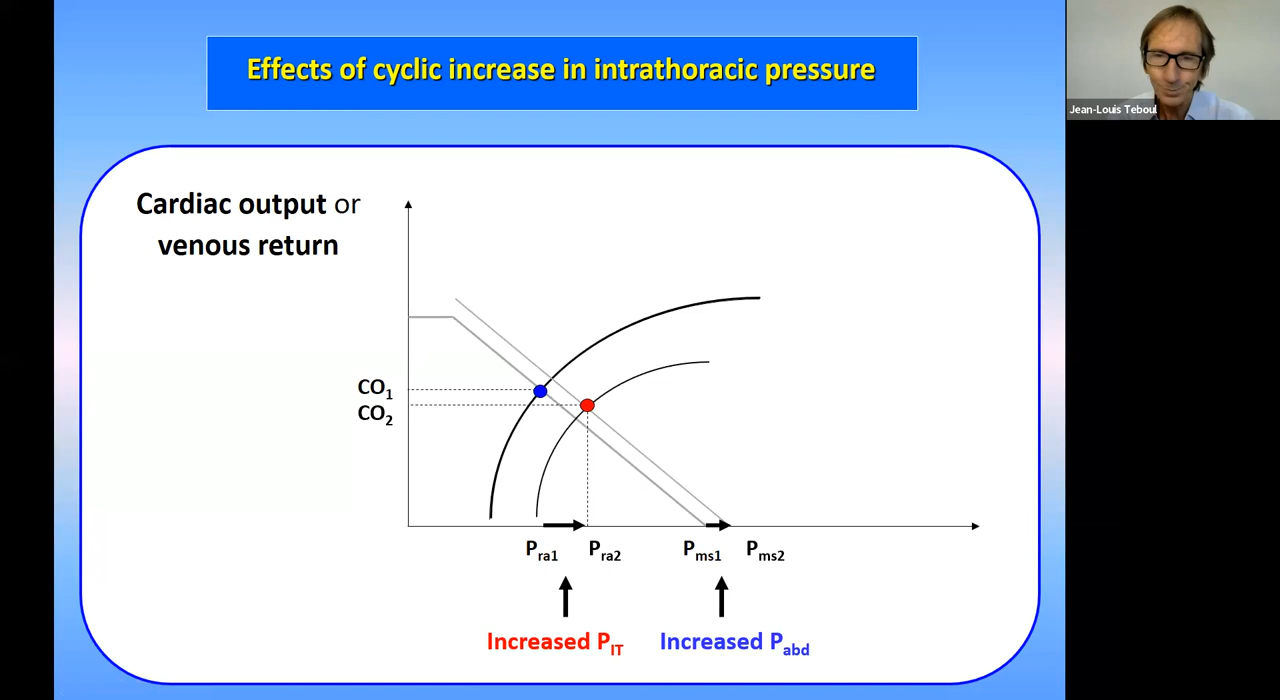 Effects of cyclic increase in intrathoracic pressure
Jean-Louis Teboul
Cardiac output or
venous return
CO1
CO2
Pra1 Pra2 Pms1 Pms2
Increased PIT Increased Pabd